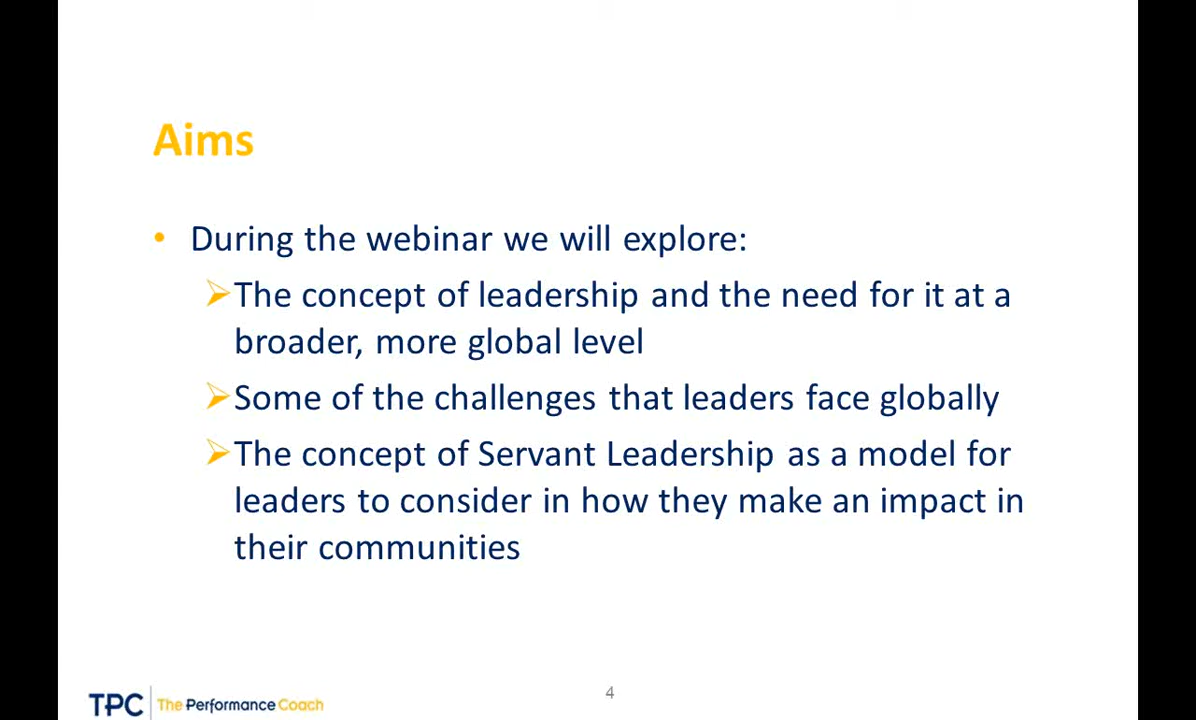 Aims
• During the webinar we will explore:
➢The concept of leadership and the need for it at a
broader, more global level
➢Some of the challenges that leaders face globally
➢The concept of Servant Leadership as a model for
leaders to consider in how they make an impact in
their communities
TPC | The Performance Coach
4